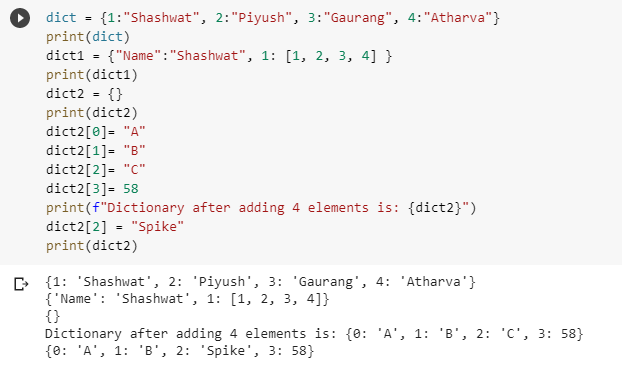 dict = {1:"Shashwat", 2:"Piyush", 3:"Gaurang", 4:"Atharva"}
print(dict)
dict1 = {"Name":"Shashwat", 1: [1, 2, 3, 4] }
print(dict1)
dict2 = {}
print(dict2)
dict2[0]= "A"
dict2[1]= "B"
dict2[2]= "C"
dict2[3]= 58
print(f"Dictionary after adding 4 elements is: {dict2}")
dict2[2] = "Spike"
print(dict2)
{1: 'Shashwat', 2: 'Piyush', 3: 'Gaurang', 4: 'Atharva'}
{'Name': 'Shashwat', 1: [1, 2, 3, 4]}
{}
Dictionary after adding 4 elements is: {0: 'A', 1: 'B', 2: 'C', 3: 58}
{0: 'A', 1: 'B', 2: 'Spike', 3: 58}